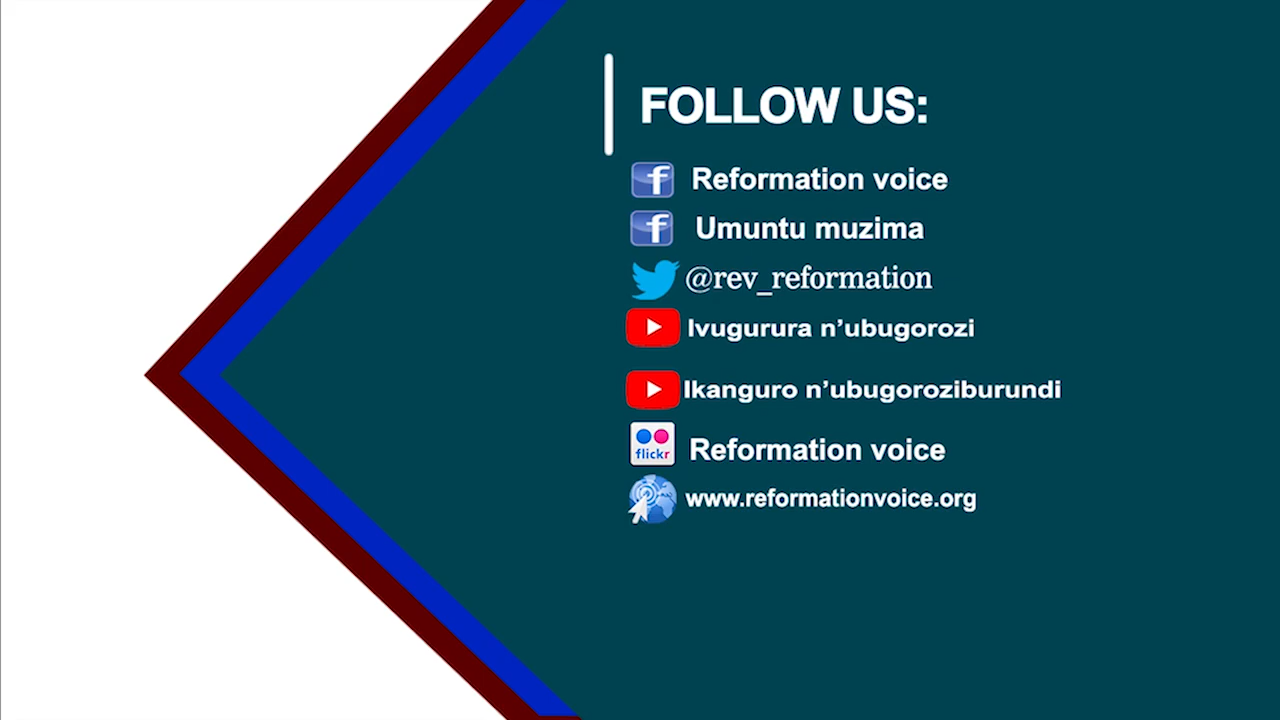 FOLLOW US:
Reformation voice
Umuntu muzima
@rev_reformation
Ivugurura n’ubugorozi
Ikanguro n’ubugoroziburundi
flickr Reformation voice
www.reformationvoice.org